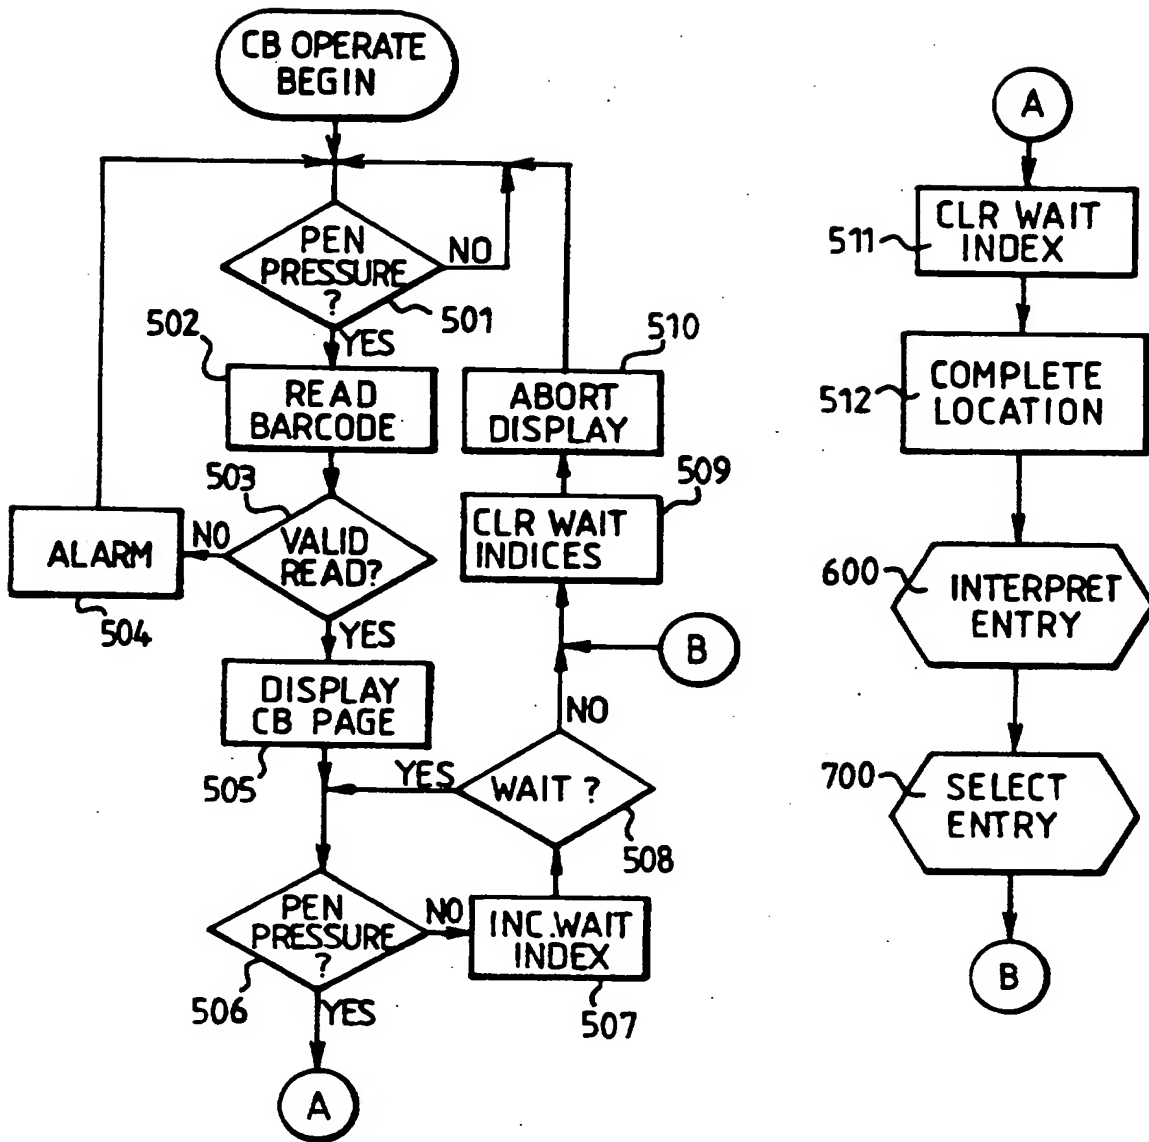 CB OPERATE
BEGIN
PEN
PRESSURE
?
NO
501
YES
502
READ
BARCODE
503
VALID
READ?
NO
ALARM
504
YES
DISPLAY
CB PAGE
505
PEN
PRESSURE
?
506
NO
YES
A
INC.WAIT
INDEX
507
WAIT ?
508
YES
NO
B
CLR WAIT
INDICES
509
ABORT
DISPLAY
510
A
CLR WAIT
INDEX
511
COMPLETE
LOCATION
512
INTERPRET
ENTRY
600
SELECT
ENTRY
700
B